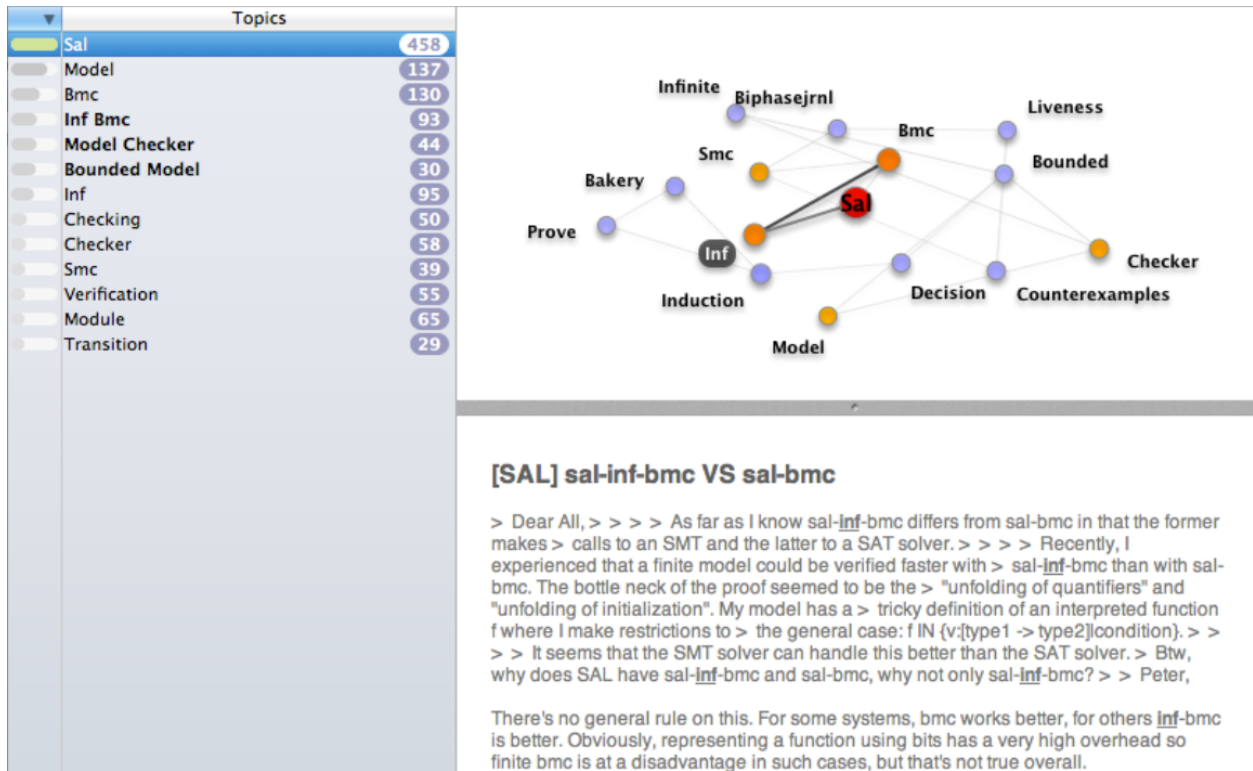 Topics
Sal 458
Model 137
Bmc 130
Inf Bmc 93
Model Checker 44
Bounded Model 30
Inf 95
Checking 50
Checker 58
Smc 39
Verification 55
Module 65
Transition 29
Infinite
Biphasejrnl
Liveness
Bmc
Smc
Bounded
Bakery
Sal
Prove
Inf
Checker
Induction
Decision
Counterexamples
Model
[SAL] sal-inf-bmc VS sal-bmc
> Dear All, > > > > As far as I know sal-inf-bmc differs from sal-bmc in that the former
makes > calls to an SMT and the latter to a SAT solver. > > > > Recently, I
experienced that a finite model could be verified faster with > sal-inf-bmc than with sal-
bmc. The bottle neck of the proof seemed to be the > "unfolding of quantifiers" and
"unfolding of initialization". My model has a > tricky definition of an interpreted function
f where I make restrictions to > the general case: f IN {v:[type1 -> type2]|condition}. > >
> > It seems that the SMT solver can handle this better than the SAT solver. > Btw,
why does SAL have sal-inf-bmc and sal-bmc, why not only sal-inf-bmc? > > Peter,
There's no general rule on this. For some systems, bmc works better, for others inf-bmc
is better. Obviously, representing a function using bits has a very high overhead so
finite bmc is at a disadvantage in such cases, but that's not true overall.